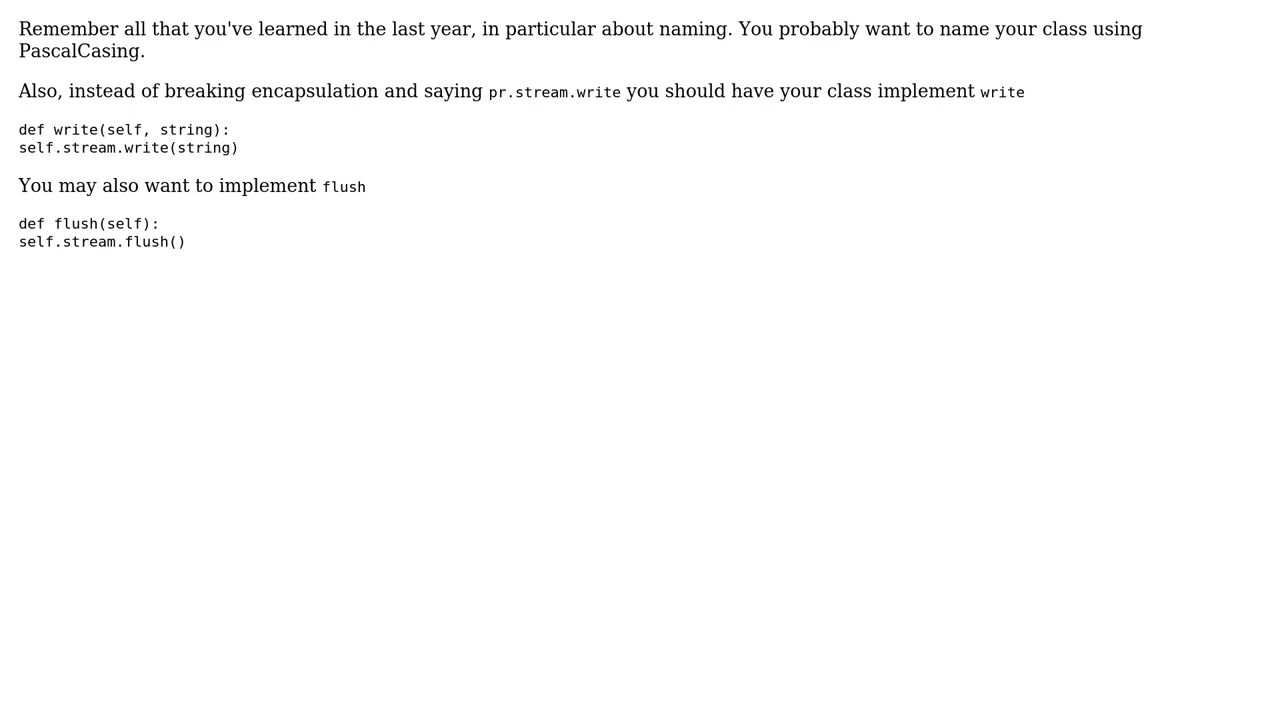 Remember all that you've learned in the last year, in particular about naming. You probably want to name your class using
PascalCasing.
Also, instead of breaking encapsulation and saying pr.stream.write you should have your class implement write
def write(self, string):
self.stream.write(string)
You may also want to implement flush
def flush(self):
self.stream.flush()